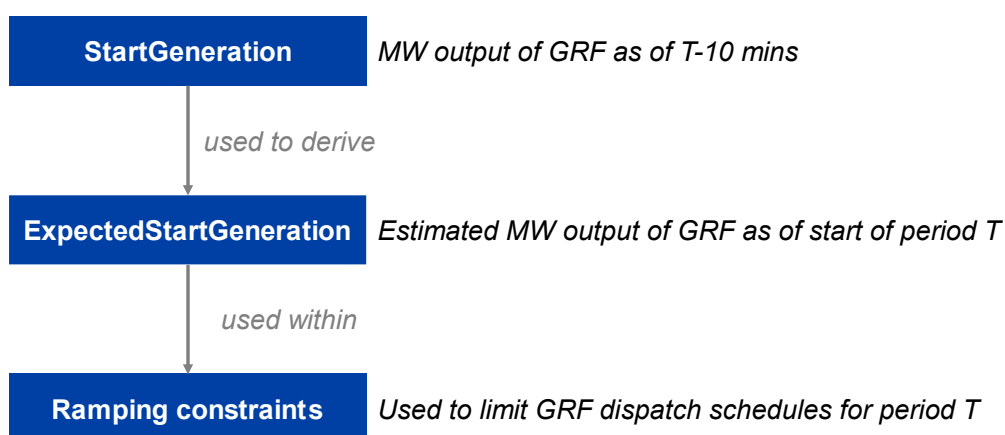 StartGeneration MW output of GRF as of T-10 mins
used to derive
ExpectedStartGeneration Estimated MW output of GRF as of start of period T
used within
Ramping constraints Used to limit GRF dispatch schedules for period T